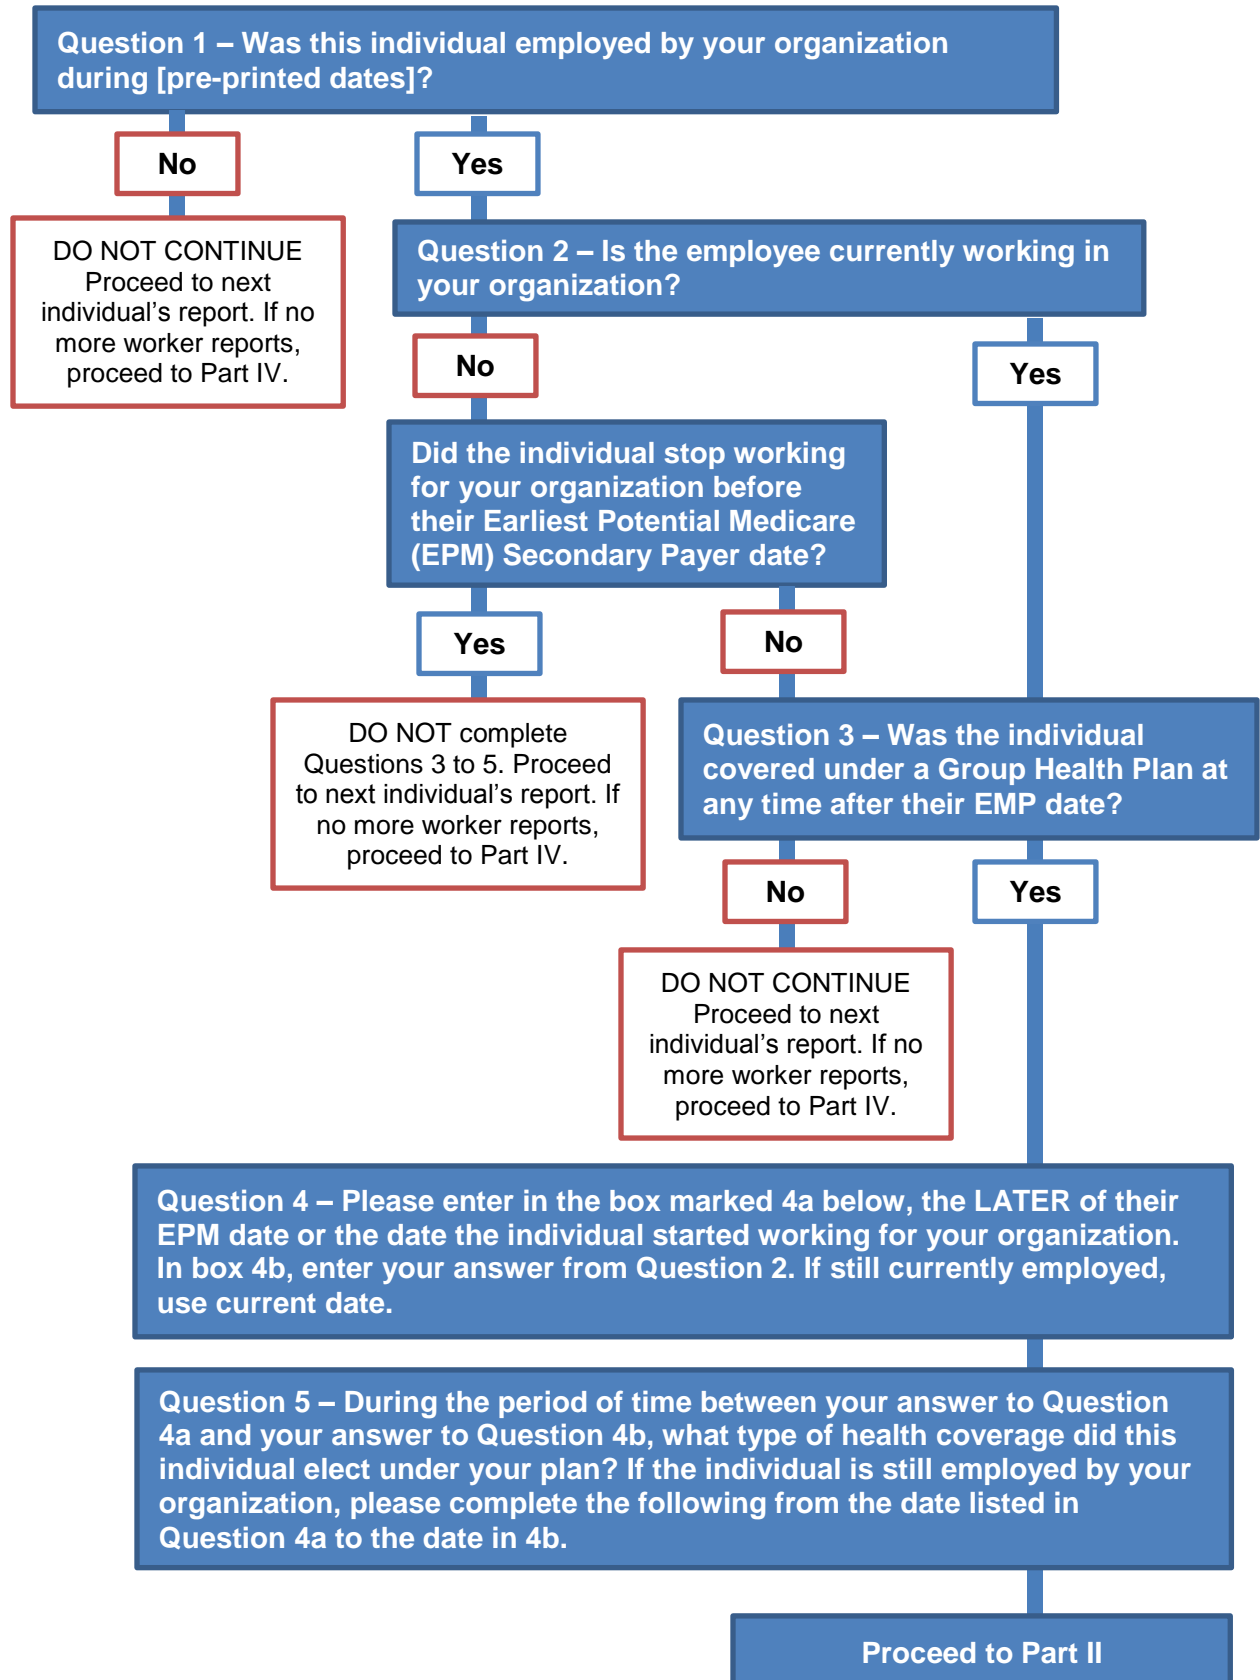 Question 1 – Was this individual employed by your organization
during [pre-printed dates]?
No
Yes
DO NOT CONTINUE
Proceed to next
individual’s report. If no
more worker reports,
proceed to Part IV.
Question 2 – Is the employee currently working in
your organization?
No
Yes
Did the individual stop working
for your organization before
their Earliest Potential Medicare
(EPM) Secondary Payer date?
Yes
No
DO NOT complete
Questions 3 to 5. Proceed
to next individual’s report. If
no more worker reports,
proceed to Part IV.
Question 3 – Was the individual
covered under a Group Health Plan at
any time after their EMP date?
No
Yes
DO NOT CONTINUE
Proceed to next
individual’s report. If no
more worker reports,
proceed to Part IV.
Question 4 – Please enter in the box marked 4a below, the LATER of their
EPM date or the date the individual started working for your organization.
In box 4b, enter your answer from Question 2. If still currently employed,
use current date.
Question 5 – During the period of time between your answer to Question
4a and your answer to Question 4b, what type of health coverage did this
individual elect under your plan? If the individual is still employed by your
organization, please complete the following from the date listed in
Question 4a to the date in 4b.
Proceed to Part II